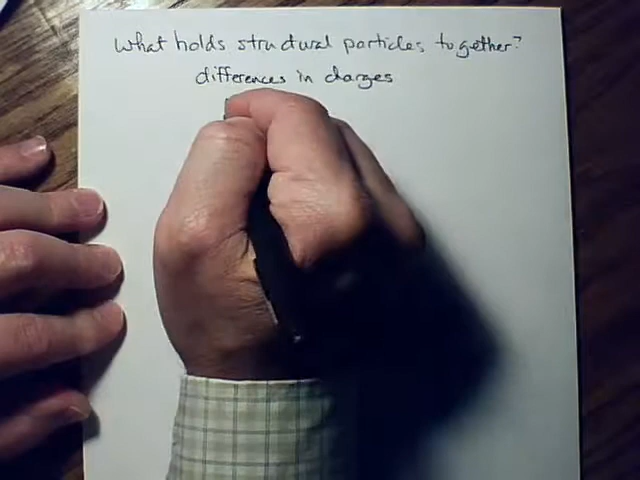 What holds structural particles together?
differences in charges